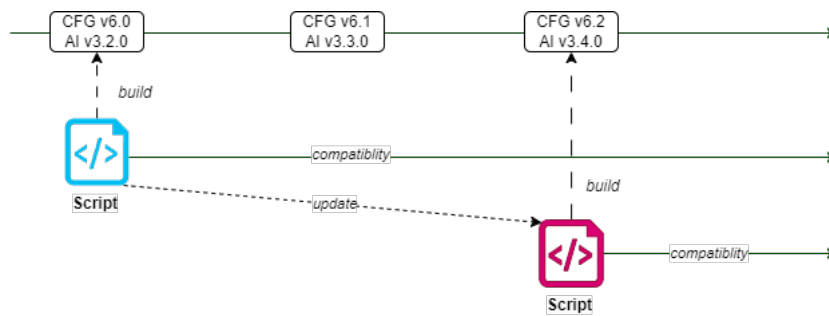 CFG v6.0
AI v3.2.0
CFG v6.1
AI v3.3.0
CFG v6.2
AI v3.4.0
build
</>
compatiblity
Script
update
build
</>
compatiblity
Script